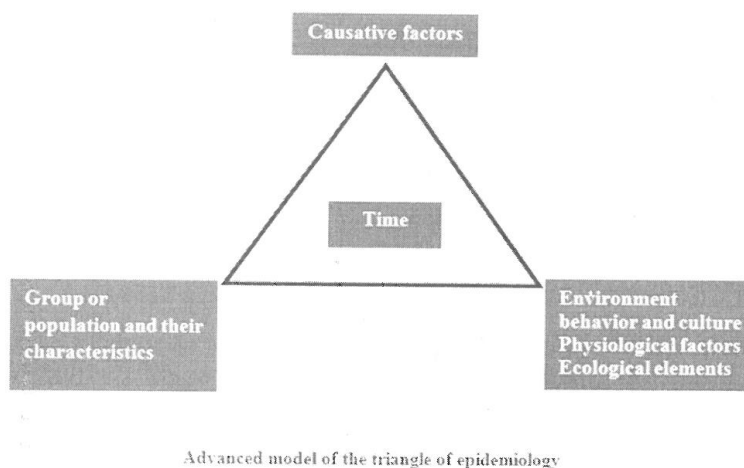 Causative factors
Time
Group or
population and their
characteristics
Environment
behavior and culture
Physiological factors
Ecological elements
Advanced model of the triangle of epidemiology